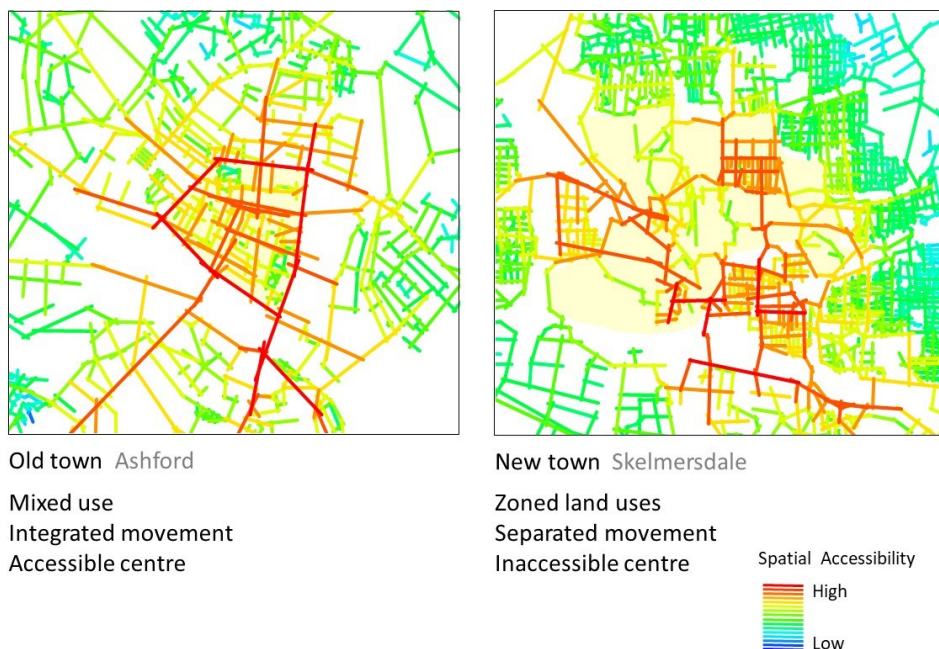 Old town Ashford
Mixed use
Integrated movement
Accessible centre
New town Skelmersdale
Zoned land uses
Separated movement
Inaccessible centre
Spatial Accessibility
High
Low